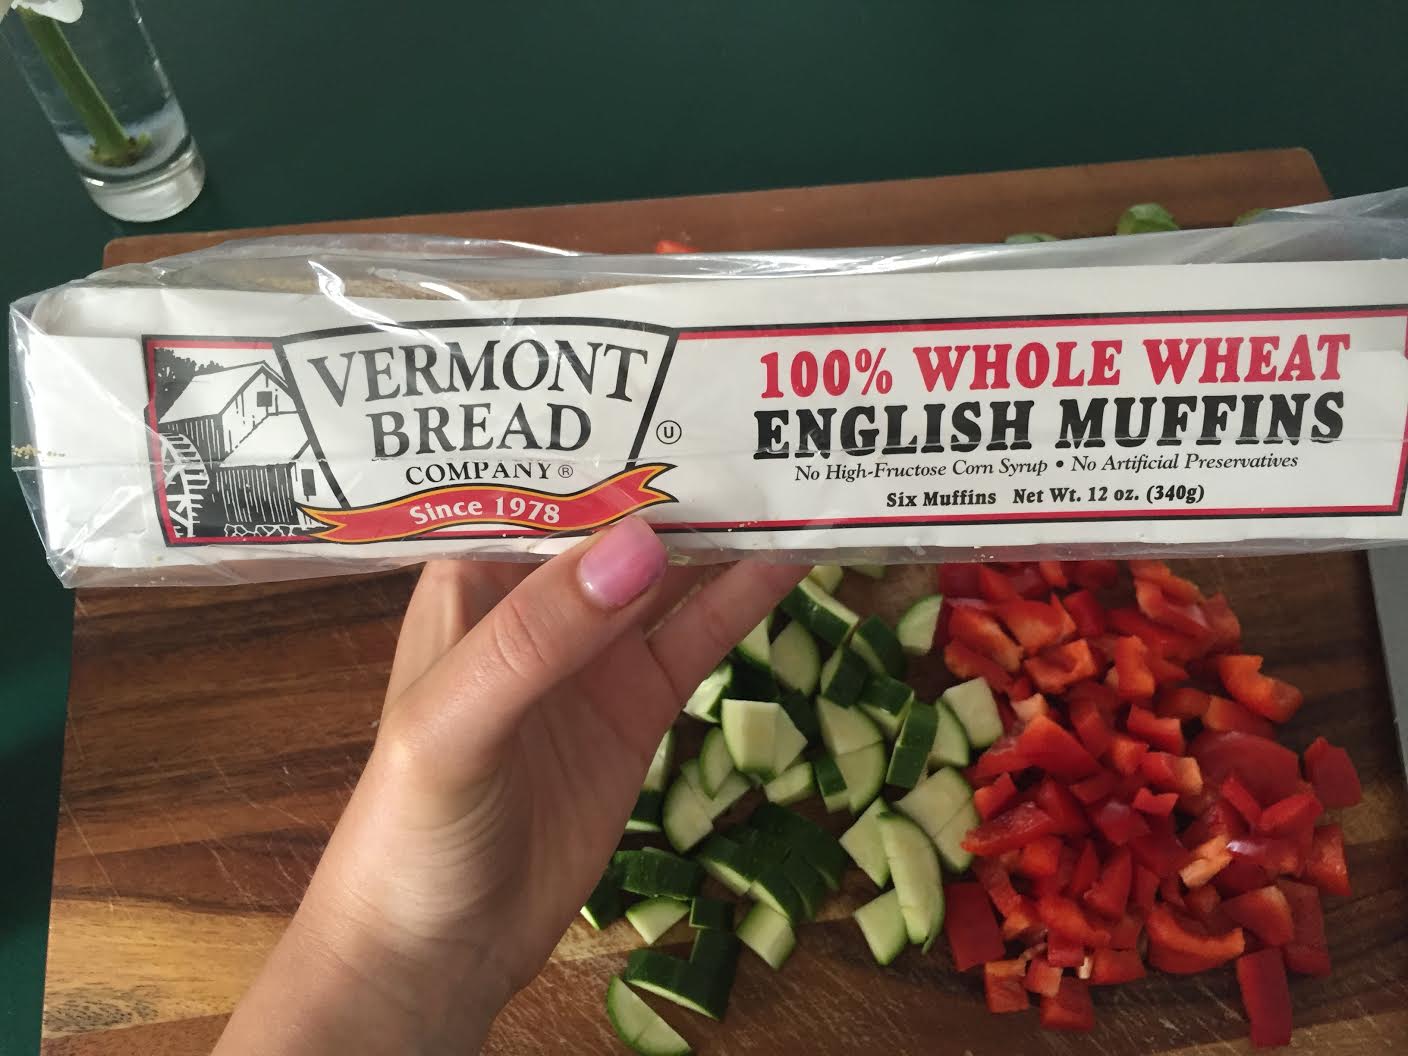 VERMONT
BREAD
COMPANY®
Since 1978
U
100% WHOLE WHEAT
ENGLISH MUFFINS
No High-Fructose Corn Syrup • No Artificial Preservatives
Six Muffins Net Wt. 12 oz. (340g)